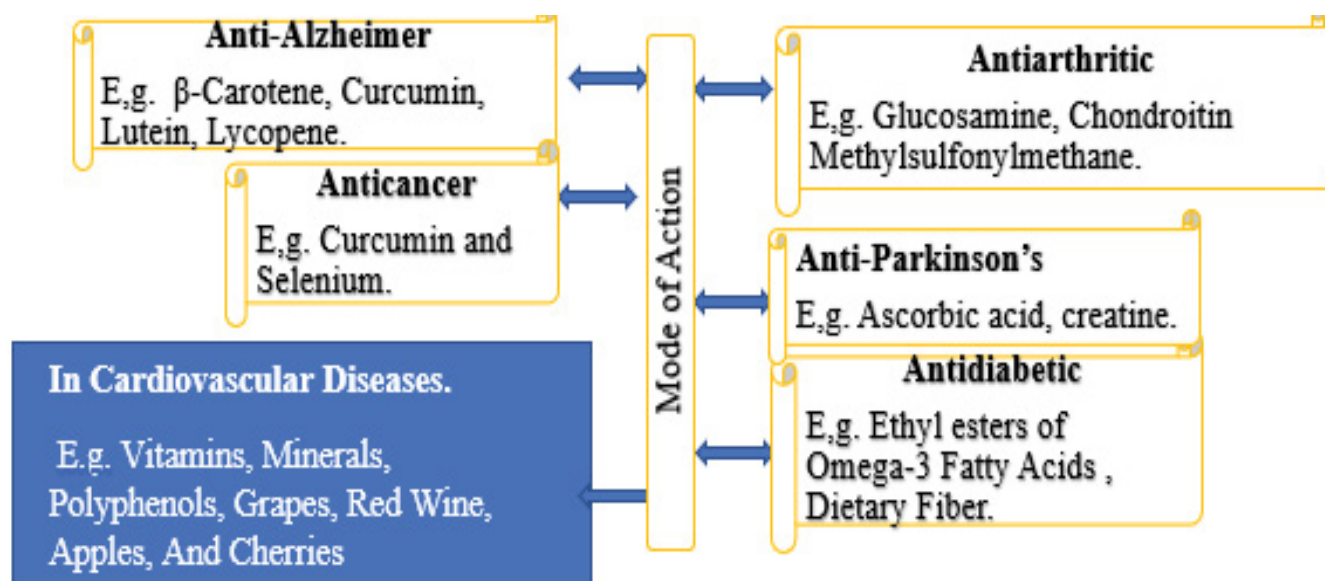 Anti-Alzheimer
E,g. β-Carotene, Curcumin,
Lutein, Lycopene.
Anticancer
E,g. Curcumin and
Selenium.
In Cardiovascular Diseases.
E.g. Vitamins, Minerals,
Polyphenols, Grapes, Red Wine,
Apples, And Cherries
Mode of Action
Antiarthritic
E,g. Glucosamine, Chondroitin
Methylsulfonylmethane.
Anti-Parkinson’s
E,g. Ascorbic acid, creatine.
Antidiabetic
E,g. Ethyl esters of
Omega-3 Fatty Acids ,
Dietary Fiber.